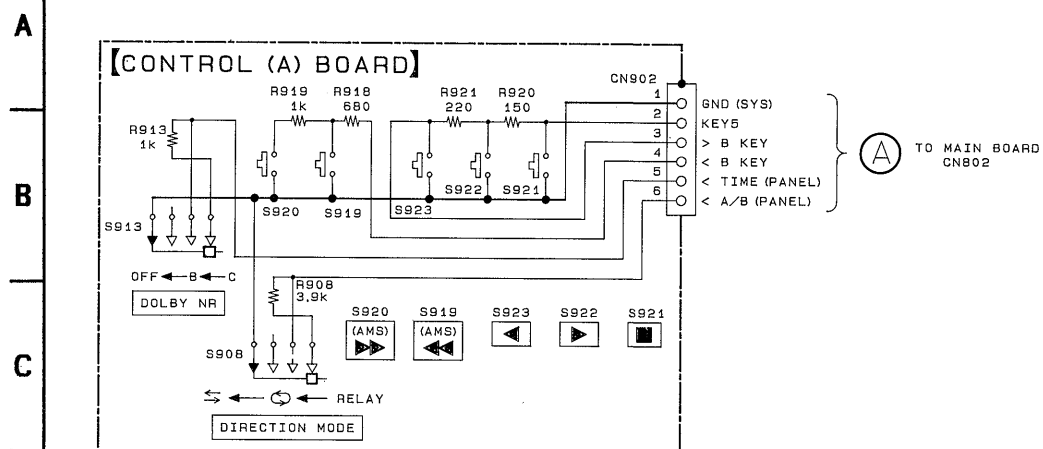 A
【CONTROL (A) BOARD】
CN902
R919
1k
R918
680
R921
220
R920
150
R913
1k
1 GND (SYS)
2 KEY5
3 > B KEY
4 < B KEY
5 < TIME (PANEL)
6 < A/B (PANEL)
A
TO MAIN BOARD
CN802
B
S920
S919
S923
S922
S921
S913
OFF B C
DOLBY NR
R908
3.9k
S920
(AMS)
S919
(AMS)
S923
S922
S921
C
S908
RELAY
DIRECTION MODE